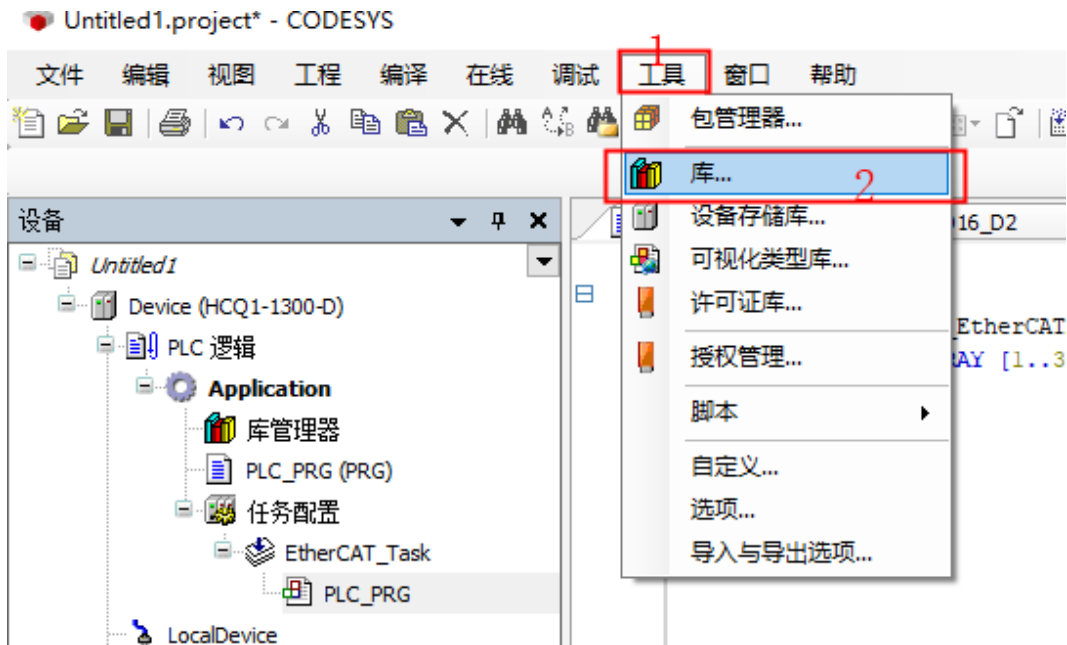 Untitled1.project* - CODESYS
1
文件 编辑 视图 工程 编译 在线 调试 工具 窗口 帮助
包管理器...
库... 2
设备
设备存储库...
16_D2
Untitled1
可视化类型库...
Device (HCQ1-1300-D)
许可证库...
_EtherCAT
PLC 逻辑
授权管理...
RAY [1..3
Application
脚本
库管理器
PLC_PRG (PRG)
自定义...
任务配置
选项...
EtherCAT_Task
导入与导出选项...
PLC_PRG
LocalDevice